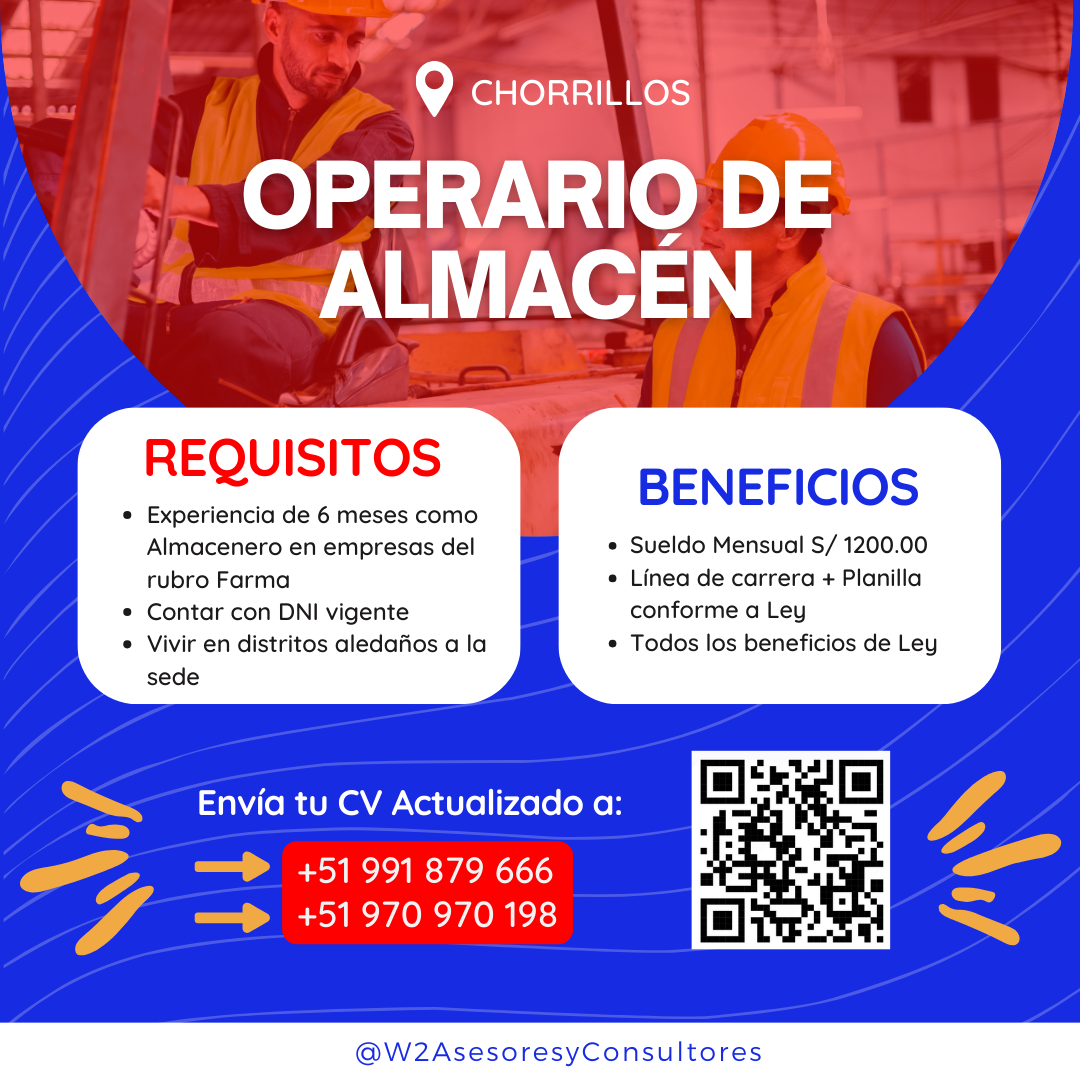 CHORRILLOS
OPERARIO DE
ALMACÉN
REQUISITOS
• Experiencia de 6 meses como
Almacenero en empresas del
rubro Farma
• Contar con DNI vigente
• Vivir en distritos aledaños a la
sede
BENEFICIOS
• Sueldo Mensual S/ 1200.00
• Línea de carrera + Planilla
conforme a Ley
• Todos los beneficios de Ley
Envía tu CV Actualizado a:
+51 991 879 666
+51 970 970 198
@W2AsesoresyConsultores